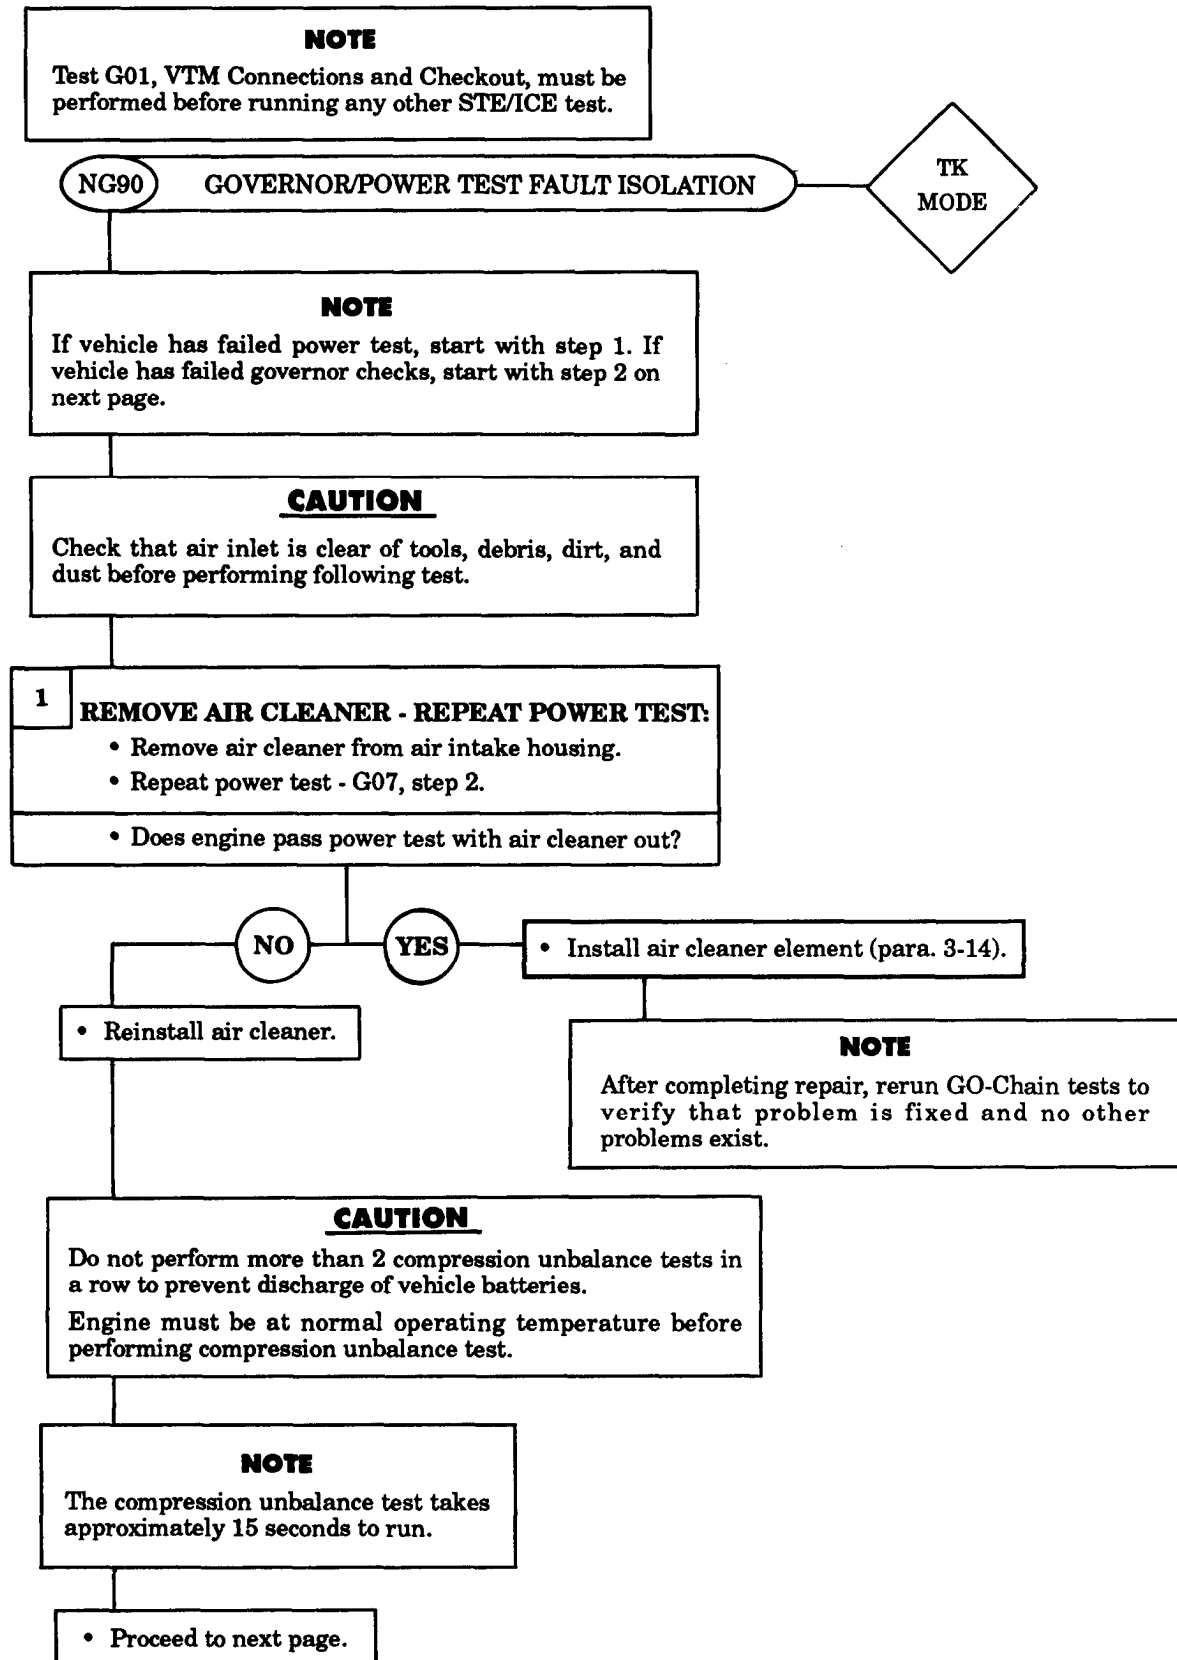 NOTE
Test G01, VTM Connections and Checkout, must be
performed before running any other STE/ICE test.
NG90 GOVERNOR/POWER TEST FAULT ISOLATION
TK
MODE
NOTE
If vehicle has failed power test, start with step 1. If
vehicle has failed governor checks, start with step 2 on
next page.
CAUTION
Check that air inlet is clear of tools, debris, dirt, and
dust before performing following test.
1
REMOVE AIR CLEANER - REPEAT POWER TEST:
• Remove air cleaner from air intake housing.
• Repeat power test - G07, step 2.
• Does engine pass power test with air cleaner out?
NO
YES
• Install air cleaner element (para. 3-14).
• Reinstall air cleaner.
NOTE
After completing repair, rerun GO-Chain tests to
verify that problem is fixed and no other
problems exist.
CAUTION
Do not perform more than 2 compression unbalance tests in
a row to prevent discharge of vehicle batteries.
Engine must be at normal operating temperature before
performing compression unbalance test.
NOTE
The compression unbalance test takes
approximately 15 seconds to run.
• Proceed to next page.